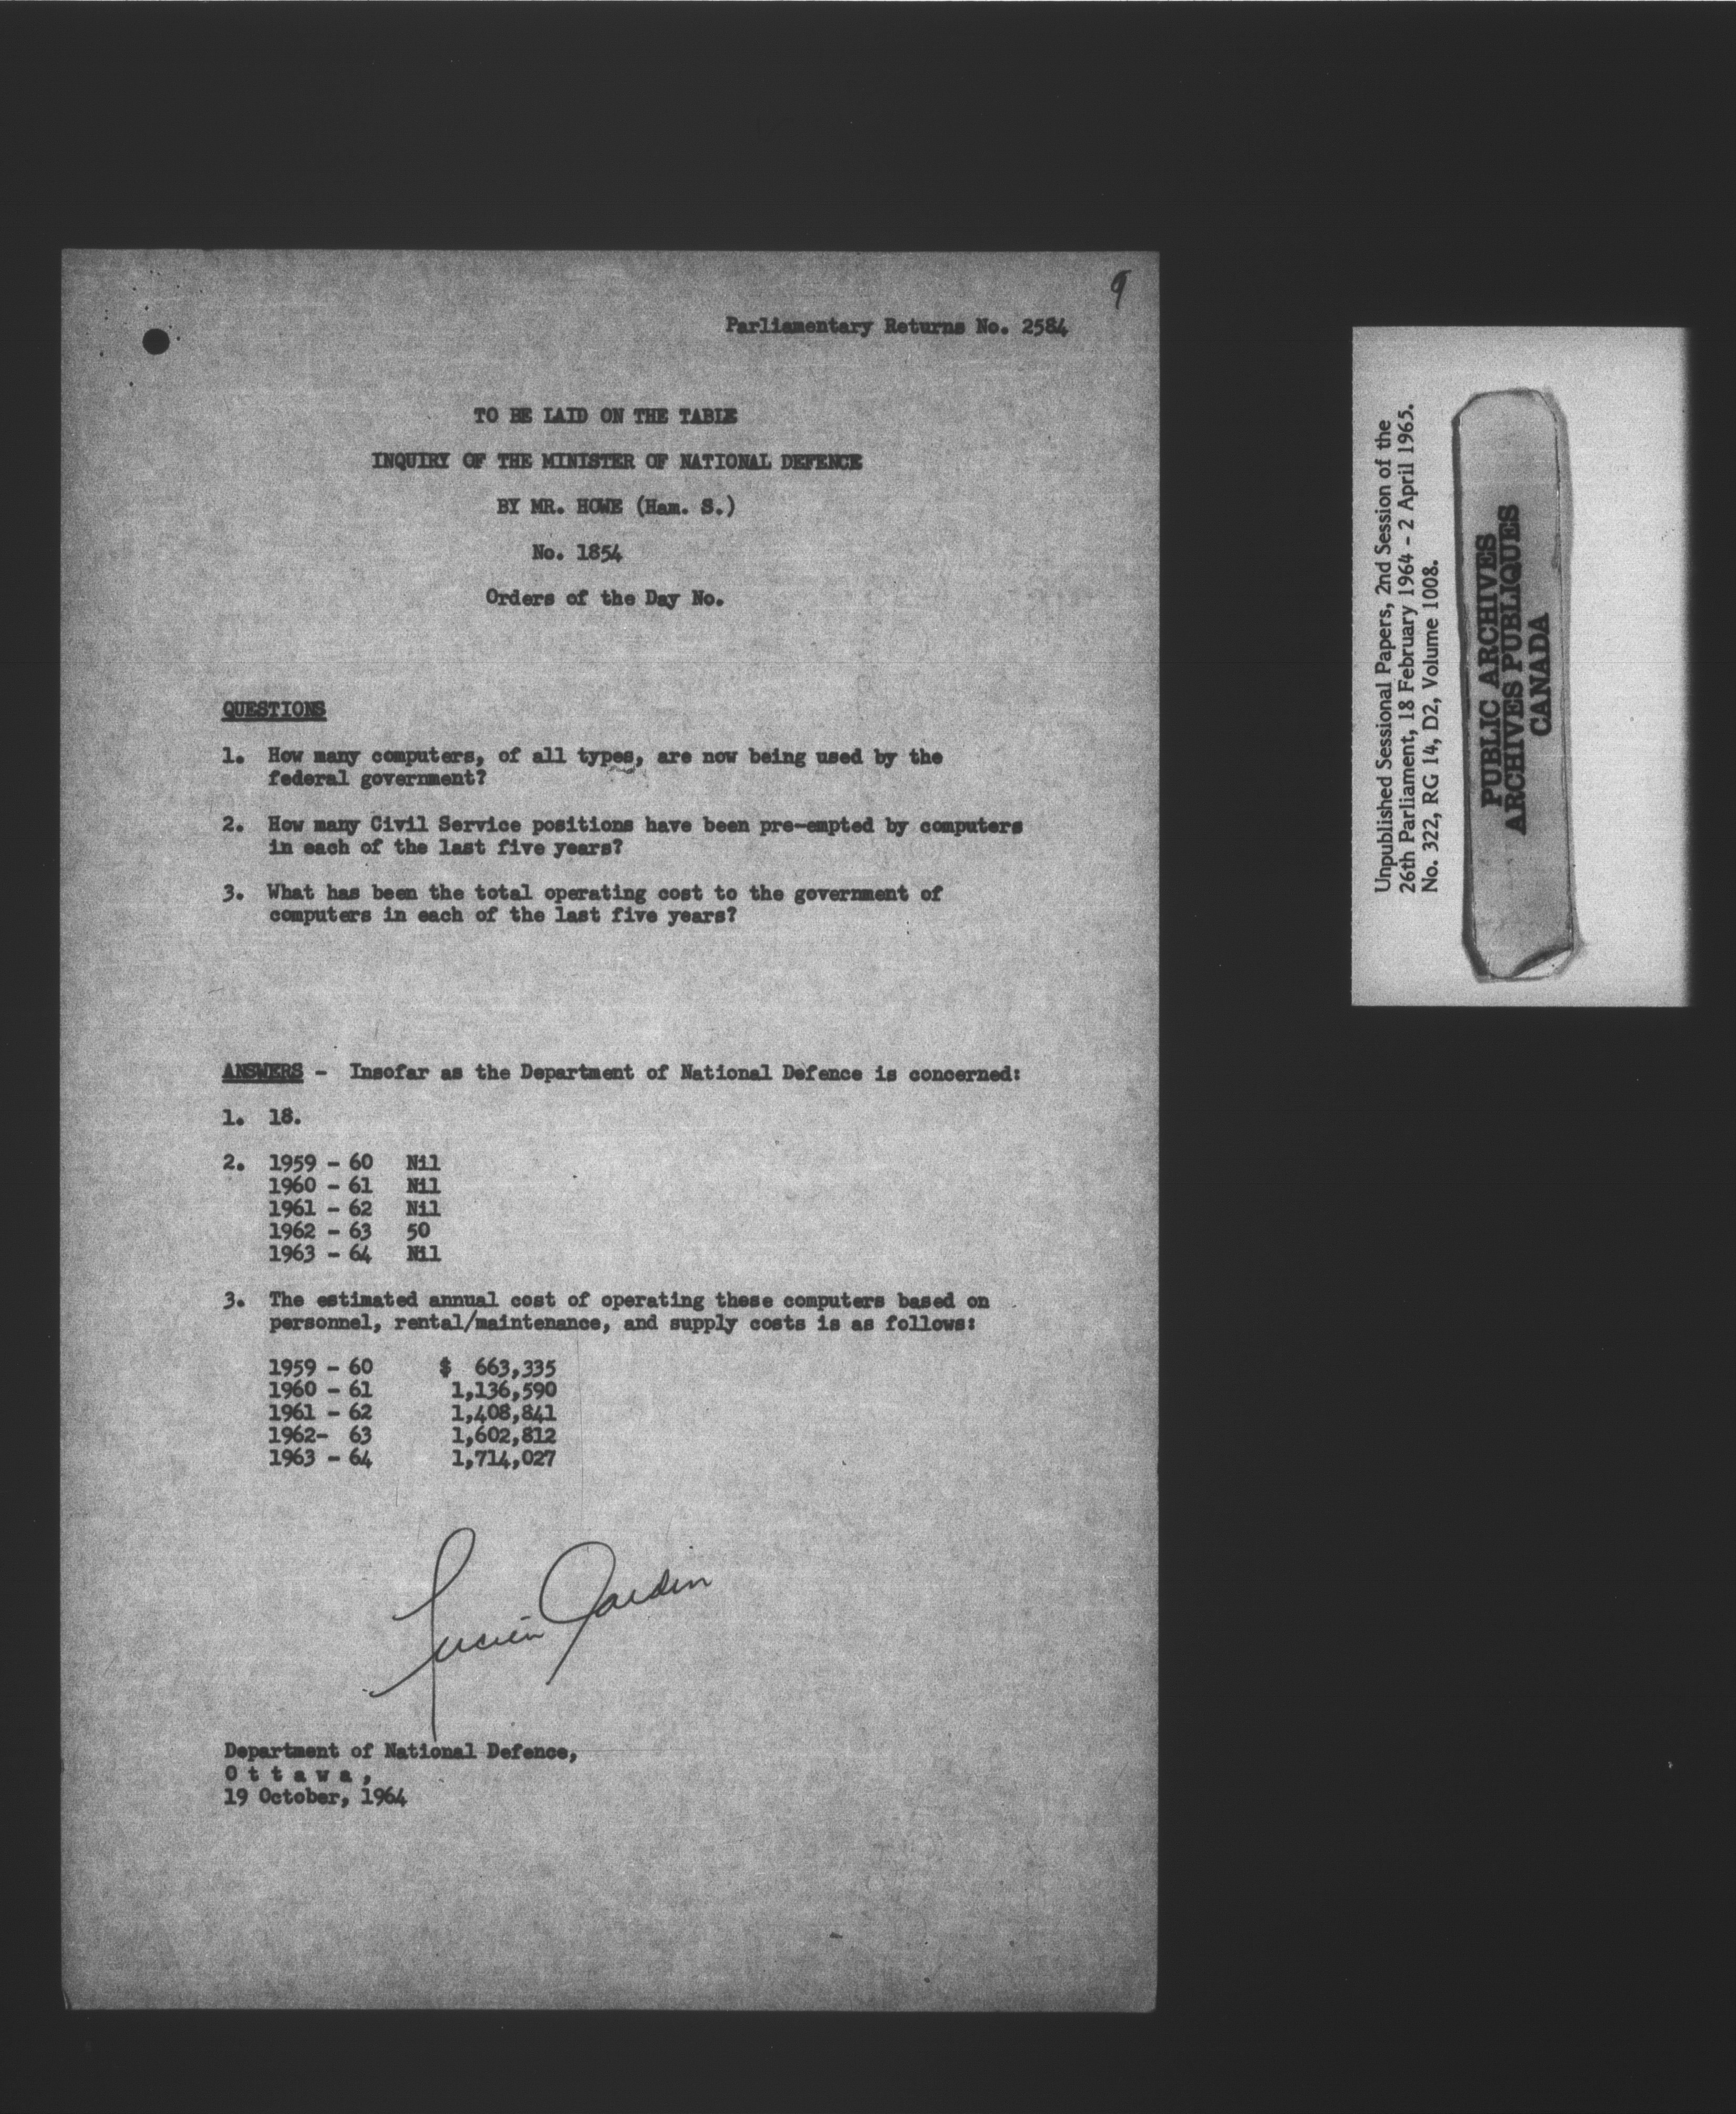 9
Parliamentary Returns No. 2584
TO BE LAID ON THE TABLE
INQUIRY OF THE MINISTER OF NATIONAL DEFENCE
BY MR. HOWE (Ham. S.)
No. 1854
Orders of the Day No.
QUESTIONS
1. How many computers, of all types, are now being used by the
federal government?
2. How many Civil Service positions have been pre-empted by computers
in each of the last five years?
3. What has been the total operating cost to the government of
computers in each of the last five years?
ANSWERS - Insofar as the Department of National Defence is concerned:
1. 18.
2. 1959 - 60 Nil
1960 - 61 Nil
1961 - 62 Nil
1962 - 63 50
1963 - 64 Nil
3. The estimated annual cost of operating these computers based on
personnel, rental/maintenance, and supply costs is as follows:
1959 - 60 $ 663,335
1960 - 61 1,136,590
1961 - 62 1,408,841
1962- 63 1,602,812
1963 - 64 1,714,027
Lucien Cardin
Department of National Defence,
O t t a w a,
19 October, 1964
Unpublished Sessional Papers, 2nd Session of the
26th Parliament, 18 February 1964 - 2 April 1965.
No. 322, RG 14, D2, Volume 1008.
PUBLIC ARCHIVES
ARCHIVES PUBLIQUES
CANADA